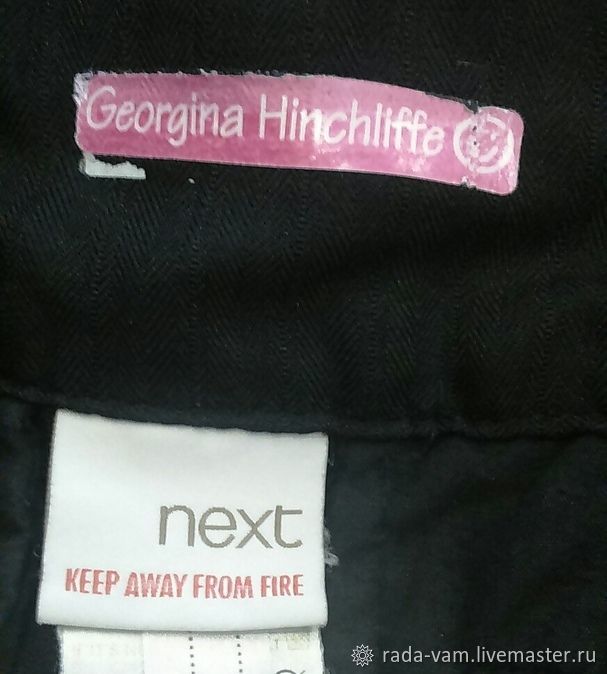 Georgina Hinchliffe
next
KEEP AWAY FROM FIRE
rada-vam.livemaster.ru